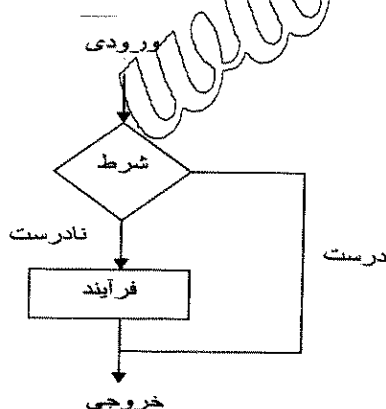 ورودی
شرط
نادرست
درست
فرآیند
خروجی